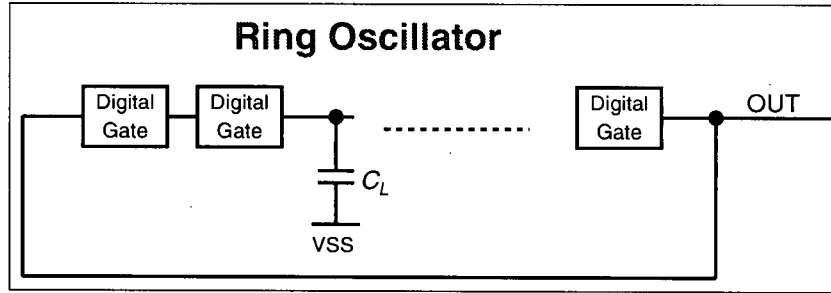 Ring Oscillator
Digital
Gate
Digital
Gate
Digital
Gate
OUT
C_L
VSS